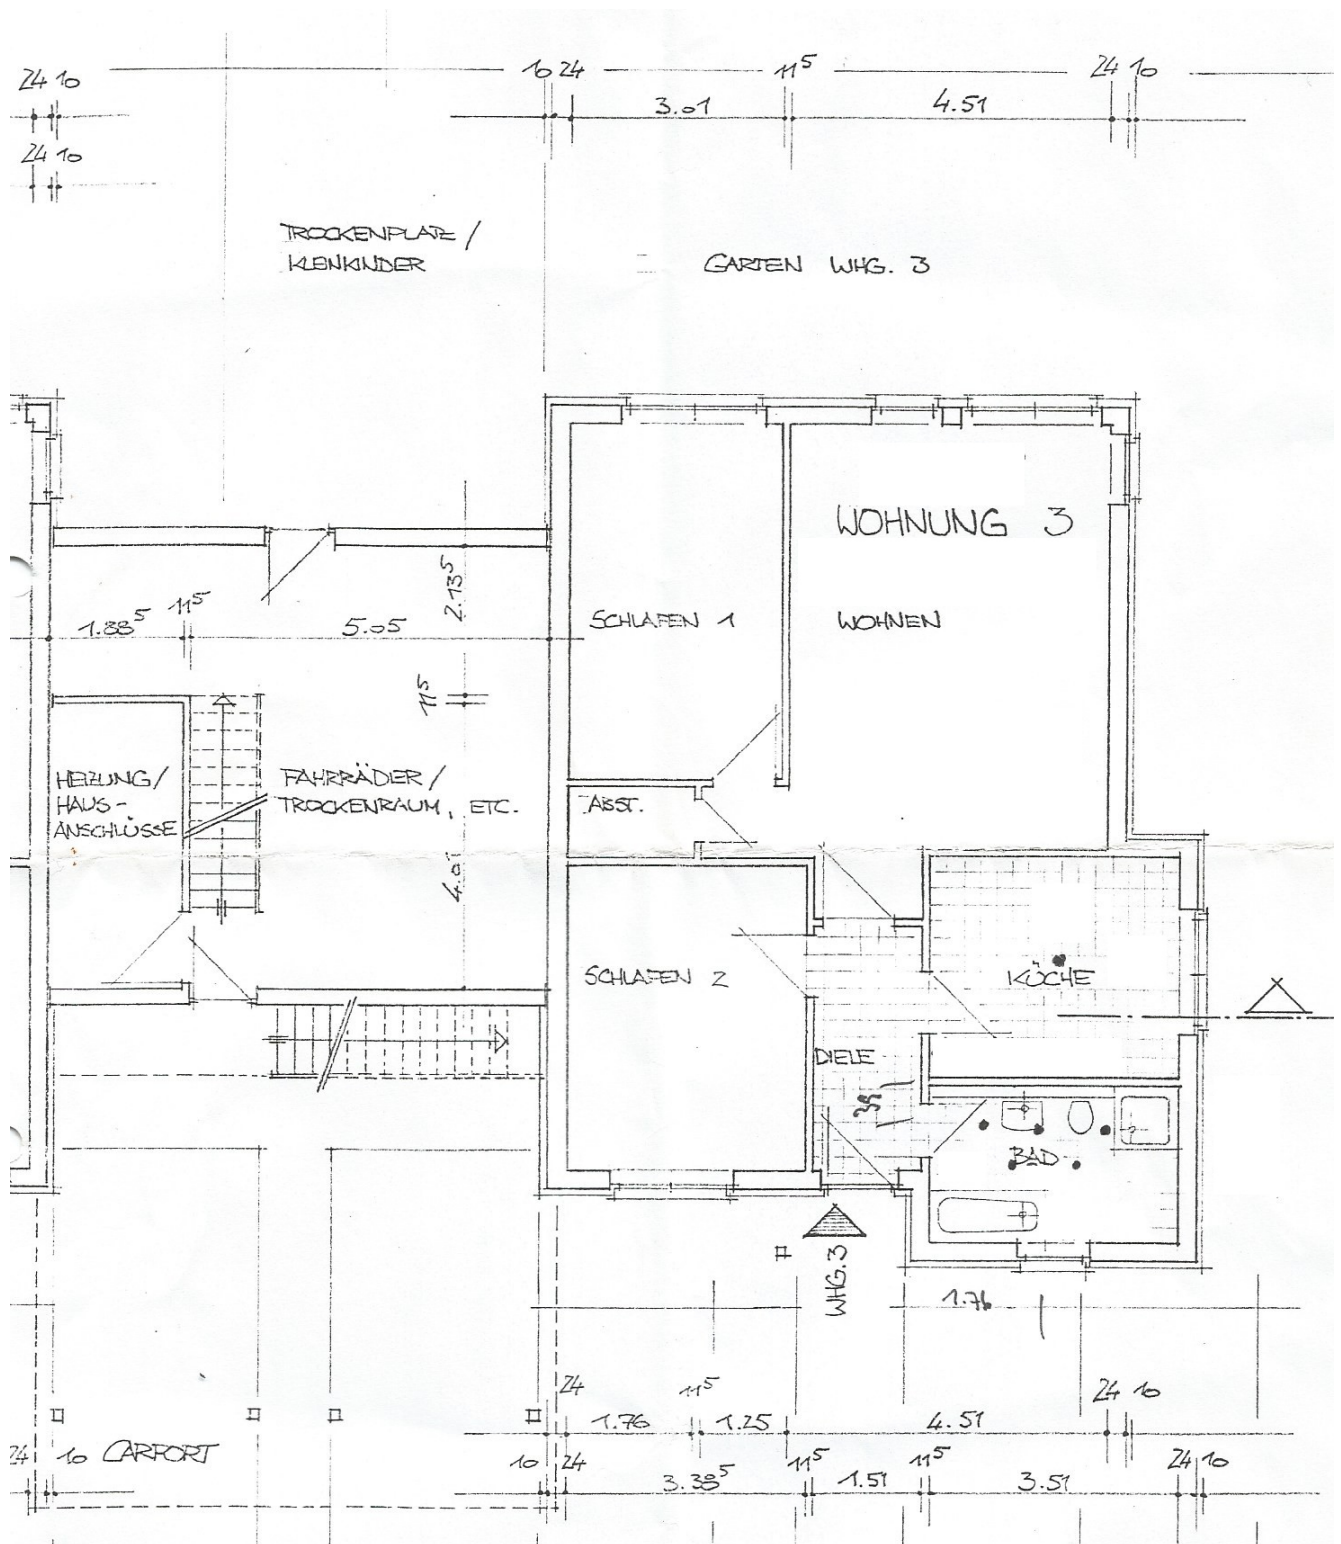 24 10
10 24
11⁵
24 10
3.01
4.51
24 10
TROCKENPLATZ /
KLENKINDER
GARTEN WHG. 3
WOHNUNG 3
2.13⁵
1.88⁵
11⁵
5.05
SCHLAFEN 1
WOHNEN
11⁵
HEIZUNG/
HAUS-
ANSCHLÜSSE
FAHRRÄDER /
TROCKENRAUM, ETC.
ABST.
4.01
SCHLAFEN 2
KÜCHE
DIELE
39
BAD
WHG. 3
1.76
24
11⁵
24 10
1.76
1.25
4.51
24
10
CARPORT
10
24
3.38⁵
11⁵
1.51
11⁵
3.51
24 10